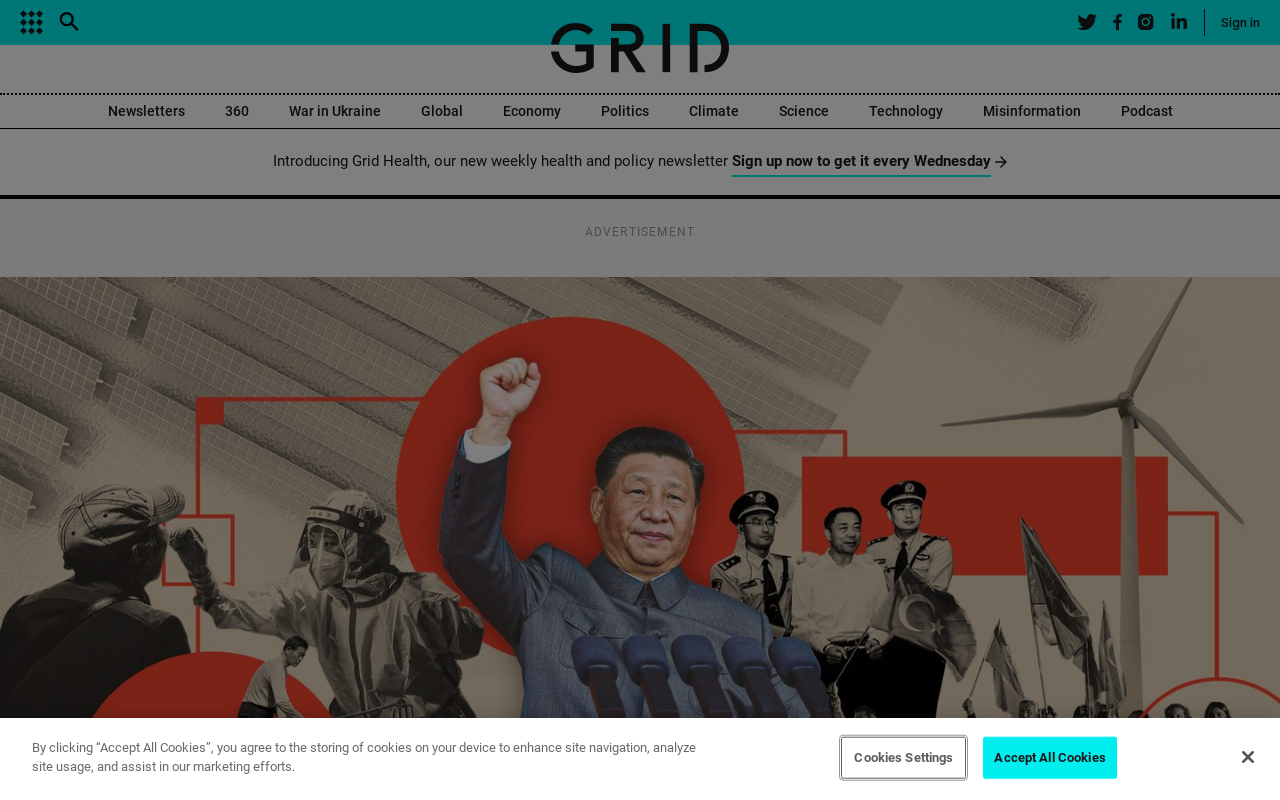 GRID
Sign in
Newsletters 360 War in Ukraine Global Economy Politics Climate Science Technology Misinformation Podcast
Introducing Grid Health, our new weekly health and policy newsletter Sign up now to get it every Wednesday
ADVERTISEMENT
By clicking “Accept All Cookies”, you agree to the storing of cookies on your device to enhance site navigation, analyze
site usage, and assist in our marketing efforts.
Cookies Settings
Accept All Cookies